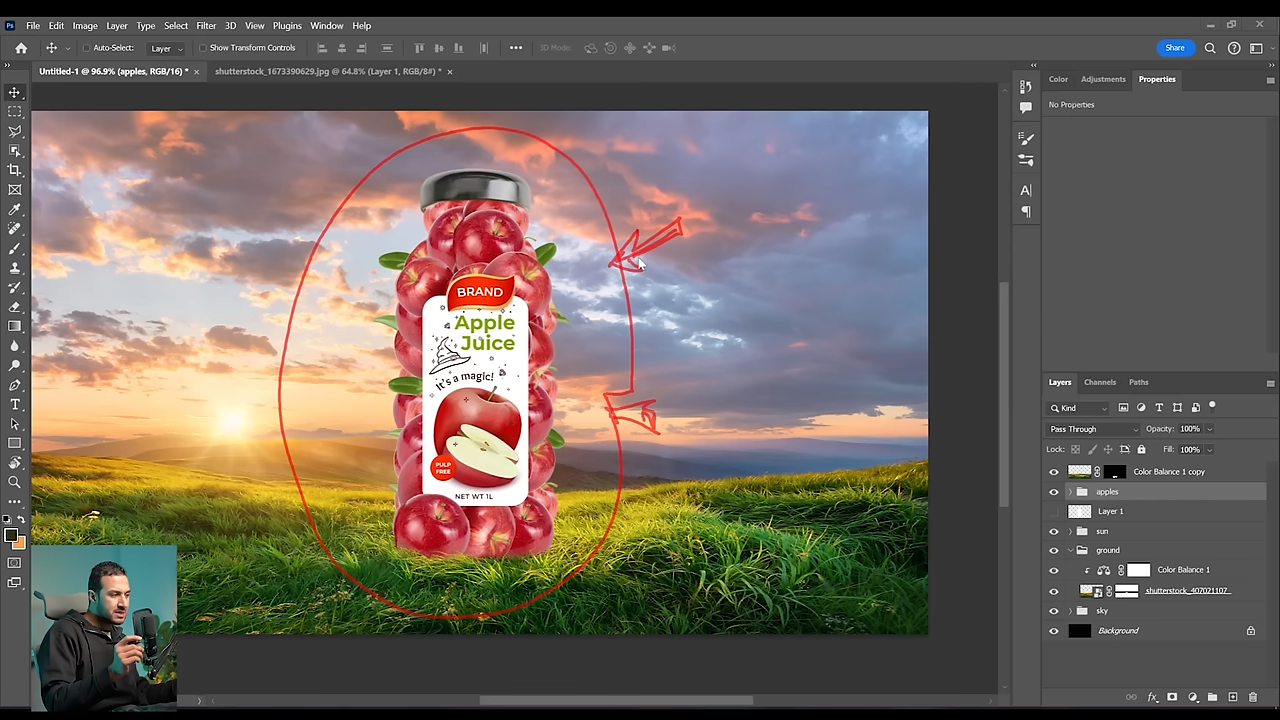 Ps File Edit Image Layer Type Select Filter 3D View Plugins Window Help
Auto-Select: Layer Show Transform Controls ••• 3D Mode: Share
Untitled-1 @ 96.9% (apples, RGB/16) * × shutterstock_1673390629.jpg @ 64.8% (Layer 1, RGB/8#) * ×
Color Adjustments Properties
No Properties
BRAND
Apple
Juice
It's a magic!
PULP
FREE
NET WT 1L
Layers Channels Paths
Kind
Pass Through Opacity: 100%
Lock: Fill: 100%
Color Balance 1 copy
apples
Layer 1
sun
ground
Color Balance 1
shutterstock_407021107...
sky
Background